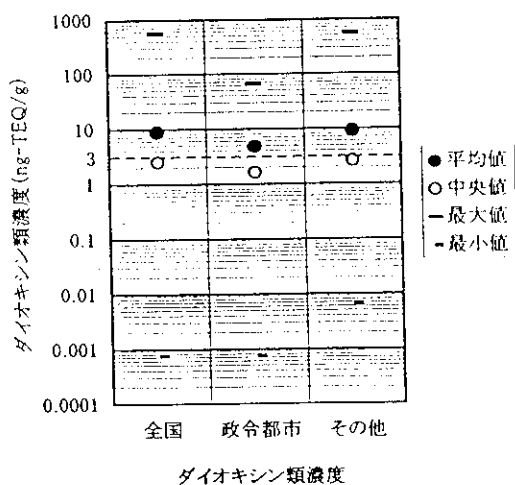 ダイオキシン類濃度(ng-TEQ/g)
1000
100
10
3
1
0.1
0.01
0.001
0.0001
全国 政令都市 その他
ダイオキシン類濃度
平均値
中央値
最大値
最小値